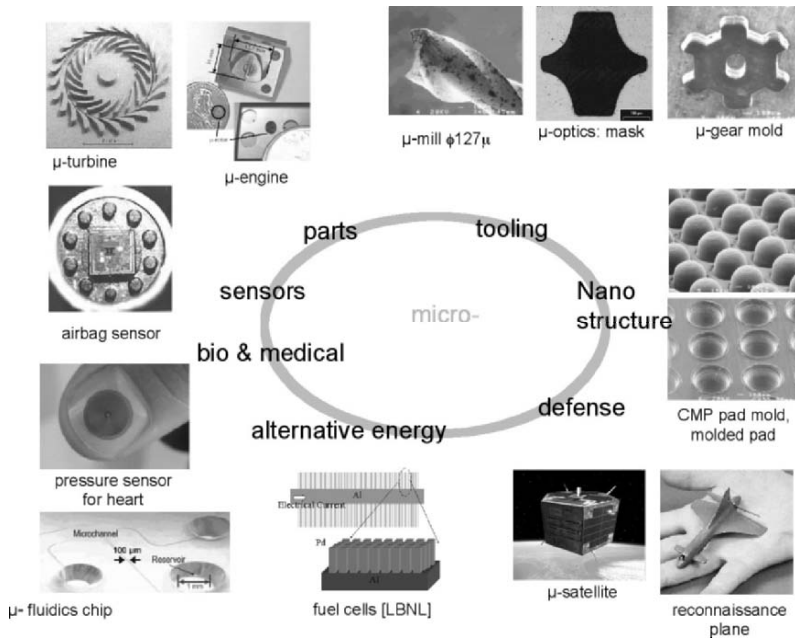 μ-turbine
μ-engine
μ-mill ϕ127μ
μ-optics: mask
μ-gear mold
parts
tooling
sensors
Nano
structure
micro-
airbag sensor
bio & medical
defense
alternative energy
CMP pad mold,
molded pad
pressure sensor
for heart
Al
Electrical Current
Pd
Al
Microchannel
100 μm
Reservoir
1 mm
μ- fluidics chip
fuel cells [LBNL]
μ-satellite
reconnaissance
plane